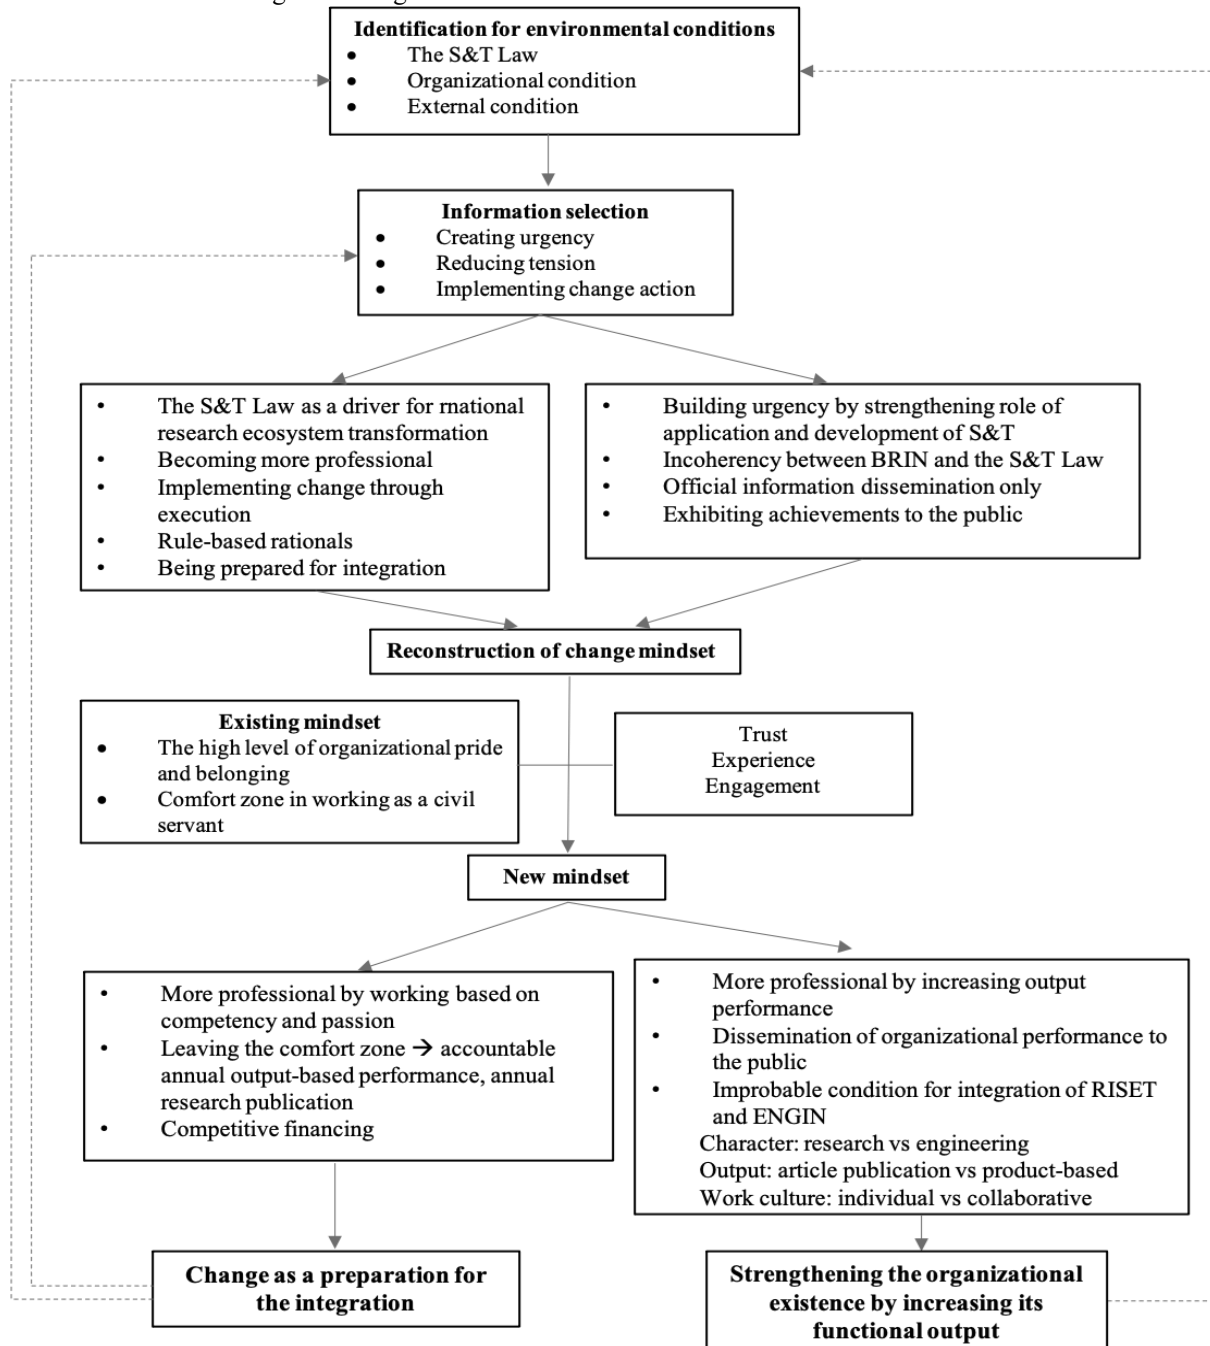 Identification for environmental conditions
• The S&T Law
• Organizational condition
• External condition
Information selection
• Creating urgency
• Reducing tension
• Implementing change action
• The S&T Law as a driver for rnational
research ecosystem transformation
• Becoming more professional
• Implementing change through
execution
• Rule-based rationals
• Being prepared for integration
• Building urgency by strengthening role of
application and development of S&T
• Incoherency between BRIN and the S&T Law
• Official information dissemination only
• Exhibiting achievements to the public
Reconstruction of change mindset
Existing mindset
• The high level of organizational pride
and belonging
• Comfort zone in working as a civil
servant
Trust
Experience
Engagement
New mindset
• More professional by working based on
competency and passion
• Leaving the comfort zone → accountable
annual output-based performance, annual
research publication
• Competitive financing
• More professional by increasing output
performance
• Dissemination of organizational performance to
the public
• Improbable condition for integration of RISET
and ENGIN
Character: research vs engineering
Output: article publication vs product-based
Work culture: individual vs collaborative
Change as a preparation for
the integration
Strengthening the organizational
existence by increasing its
functional output